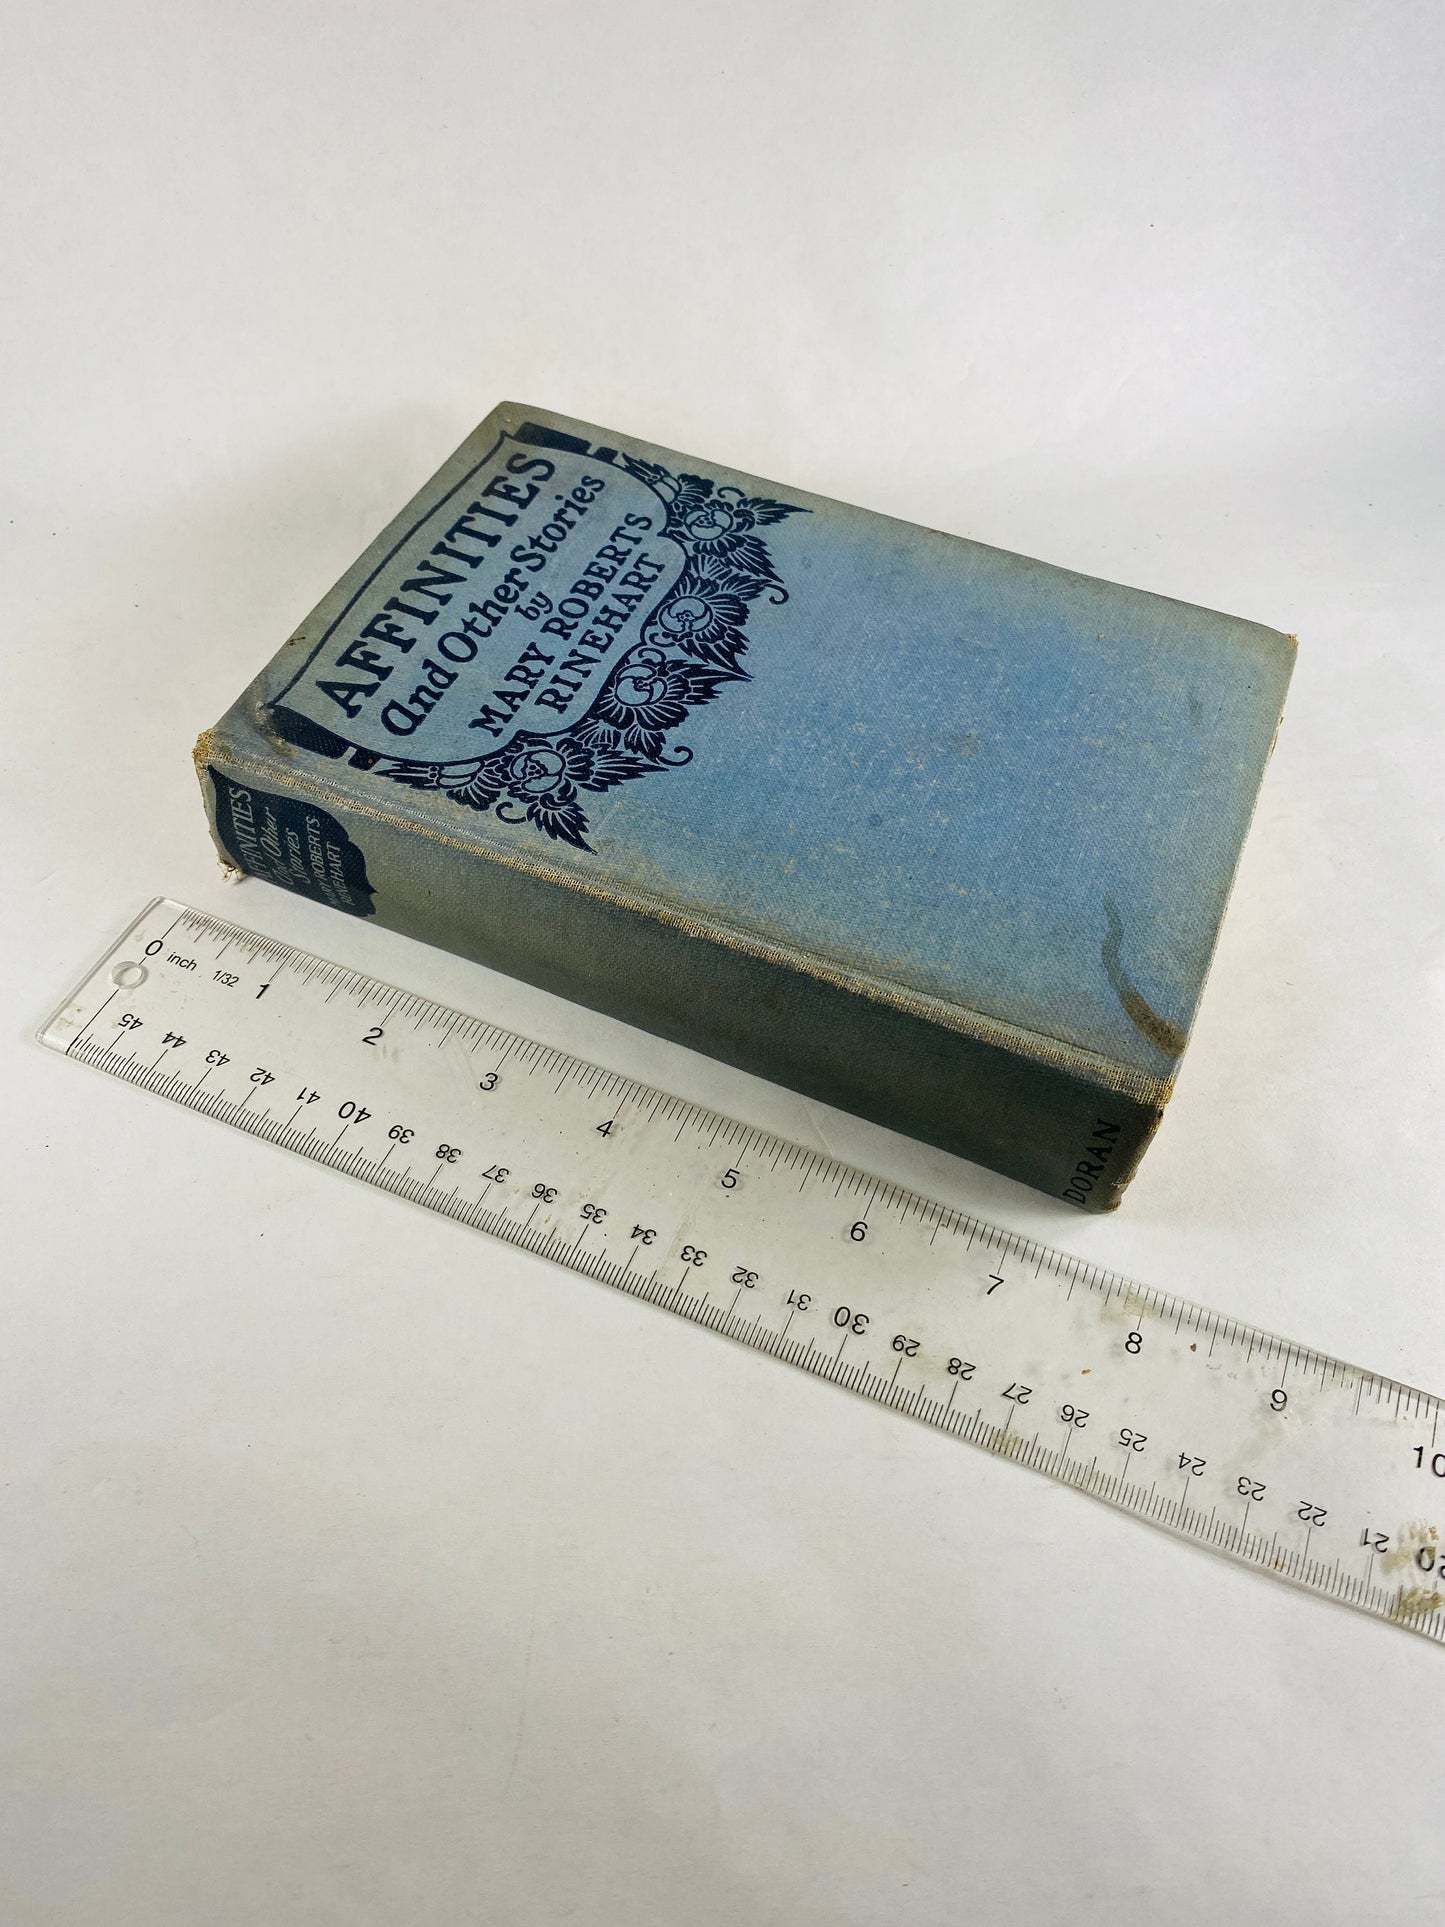 AFFINITIES
And Other Stories
by
MARY ROBERTS
RINEHART
AFFINITIES
And Other
Stories
MARY ROBERTS
RINEHART
DORAN
0 inch 1/32 1 2 3 4 5 6 7 8 9 10
45 44 43 42 41 40 39 38 37 36 35 34 33 32 31 30 29 28 27 26 25 24 23 22 21 20